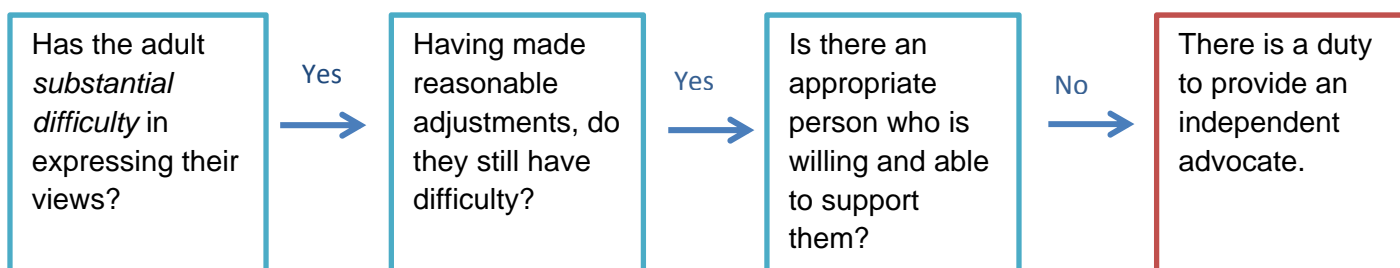 Has the adult
substantial
difficulty in
expressing their
views?
Yes
Having made
reasonable
adjustments, do
they still have
difficulty?
Yes
Is there an
appropriate
person who is
willing and able
to support
them?
No
There is a duty
to provide an
independent
advocate.